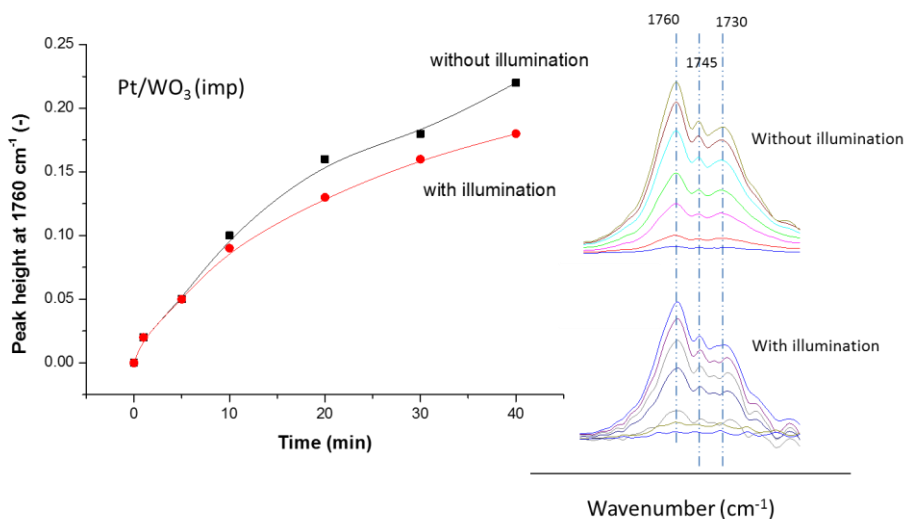 Pt/WO₃ (imp)
without illumination
with illumination
Peak height at 1760 cm⁻¹ (-)
0.25
0.20
0.15
0.10
0.05
0.00
0
10
20
30
40
Time (min)
1760
1730
1745
Without illumination
With illumination
Wavenumber (cm⁻¹)